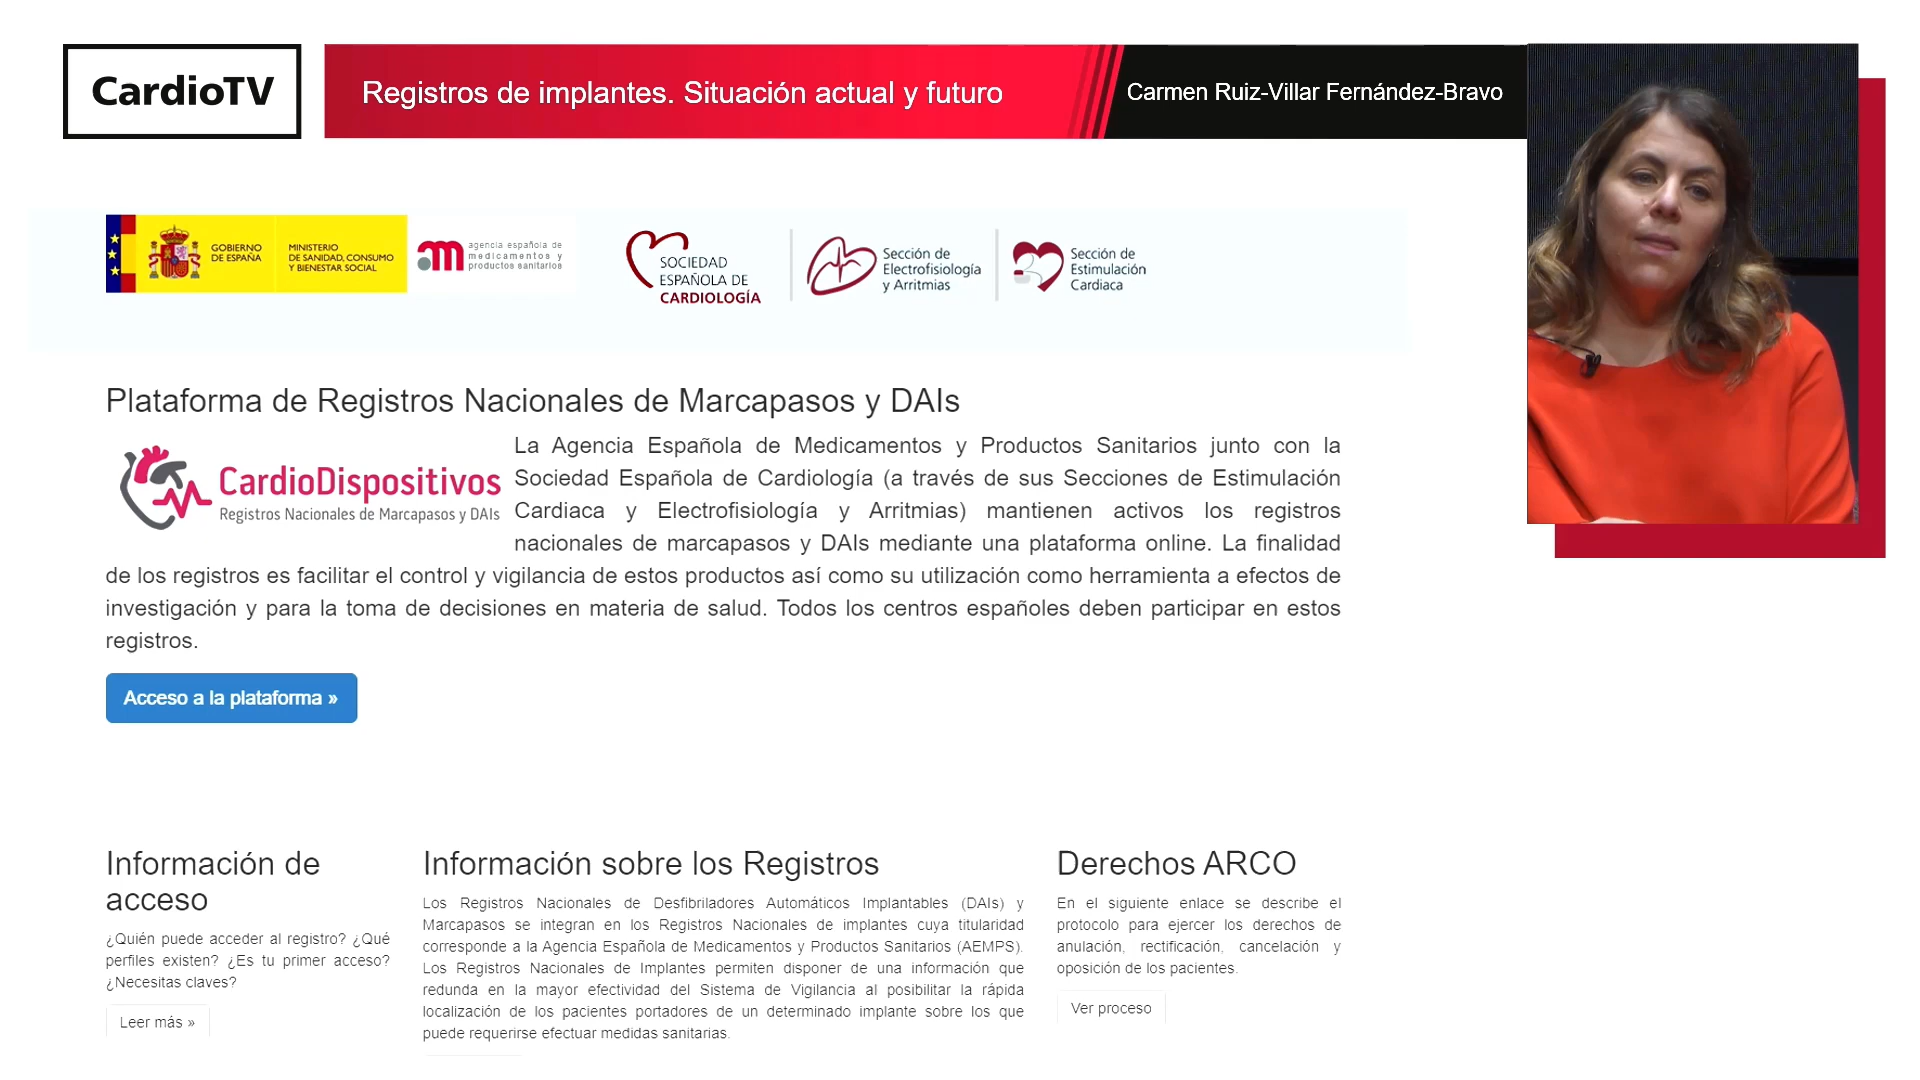 CardioTV
Registros de implantes. Situación actual y futuro
Carmen Ruiz-Villar Fernández-Bravo
GOBIERNO
DE ESPAÑA
MINISTERIO
DE SANIDAD, CONSUMO
Y BIENESTAR SOCIAL
agencia española de
medicamentos y
productos sanitarios
SOCIEDAD
ESPAÑOLA DE
CARDIOLOGÍA
Sección de
Electrofisiología
y Arritmias
Sección de
Estimulación
Cardiaca
Plataforma de Registros Nacionales de Marcapasos y DAIs
CardioDispositivos
Registros Nacionales de Marcapasos y DAIs
La Agencia Española de Medicamentos y Productos Sanitarios junto con la
Sociedad Española de Cardiología (a través de sus Secciones de Estimulación
Cardiaca y Electrofisiología y Arritmias) mantienen activos los registros
nacionales de marcapasos y DAIs mediante una plataforma online. La finalidad
de los registros es facilitar el control y vigilancia de estos productos así como su utilización como herramienta a efectos de
investigación y para la toma de decisiones en materia de salud. Todos los centros españoles deben participar en estos
registros.
Acceso a la plataforma »
Información de
acceso
¿Quién puede acceder al registro? ¿Qué
perfiles existen? ¿Es tu primer acceso?
¿Necesitas claves?
Leer más »
Información sobre los Registros
Los Registros Nacionales de Desfibriladores Automáticos Implantables (DAIs) y
Marcapasos se integran en los Registros Nacionales de implantes cuya titularidad
corresponde a la Agencia Española de Medicamentos y Productos Sanitarios (AEMPS).
Los Registros Nacionales de Implantes permiten disponer de una información que
redunda en la mayor efectividad del Sistema de Vigilancia al posibilitar la rápida
localización de los pacientes portadores de un determinado implante sobre los que
puede requerirse efectuar medidas sanitarias.
Derechos ARCO
En el siguiente enlace se describe el
protocolo para ejercer los derechos de
anulación, rectificación, cancelación y
oposición de los pacientes.
Ver proceso